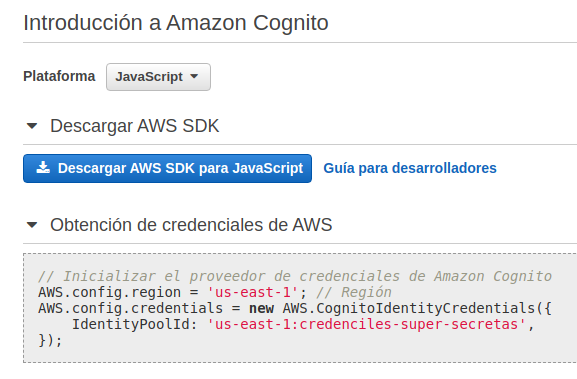 Introducción a Amazon Cognito
Plataforma JavaScript
Descargar AWS SDK
Descargar AWS SDK para JavaScript Guía para desarrolladores
Obtención de credenciales de AWS
// Inicializar el proveedor de credenciales de Amazon Cognito
AWS.config.region = 'us-east-1'; // Región
AWS.config.credentials = new AWS.CognitoIdentityCredentials({
    IdentityPoolId: 'us-east-1:credenciles-super-secretas',
});